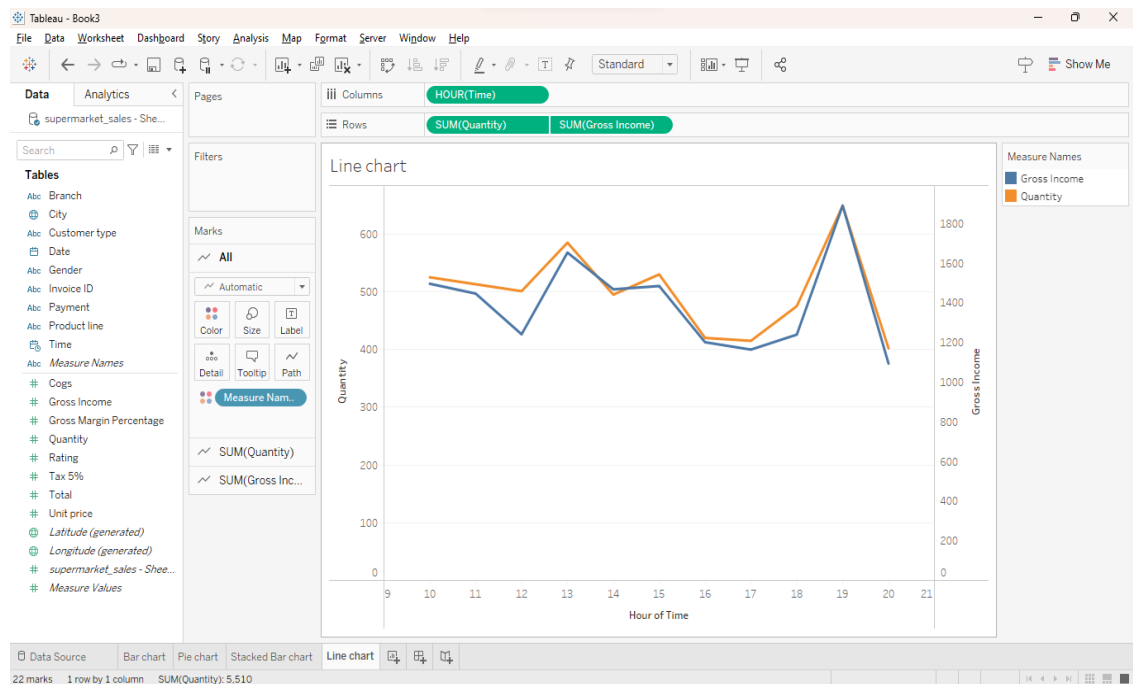 Tableau - Book3
File Data Worksheet Dashboard Story Analysis Map Format Server Window Help
Standard
Show Me
Data Analytics
supermarket_sales - She...
Search
Tables
Abc Branch
City
Abc Customer type
Date
Abc Gender
Abc Invoice ID
Abc Payment
Abc Product line
Time
Abc Measure Names
# Cogs
# Gross Income
# Gross Margin Percentage
# Quantity
# Rating
# Tax 5%
# Total
# Unit price
Latitude (generated)
Longitude (generated)
# supermarket_sales - Shee...
# Measure Values
Pages
Filters
Marks
All
Automatic
Color Size Label
Detail Tooltip Path
Measure Nam..
SUM(Quantity)
SUM(Gross Inc...
Columns HOUR(Time)
Rows SUM(Quantity) SUM(Gross Income)
Line chart
600
500
400
300
200
100
0
Quantity
1800
1600
1400
1200
1000
800
600
400
200
0
Gross Income
9 10 11 12 13 14 15 16 17 18 19 20 21
Hour of Time
Measure Names
Gross Income
Quantity
Data Source Bar chart Pie chart Stacked Bar chart Line chart
22 marks 1 row by 1 column SUM(Quantity): 5,510